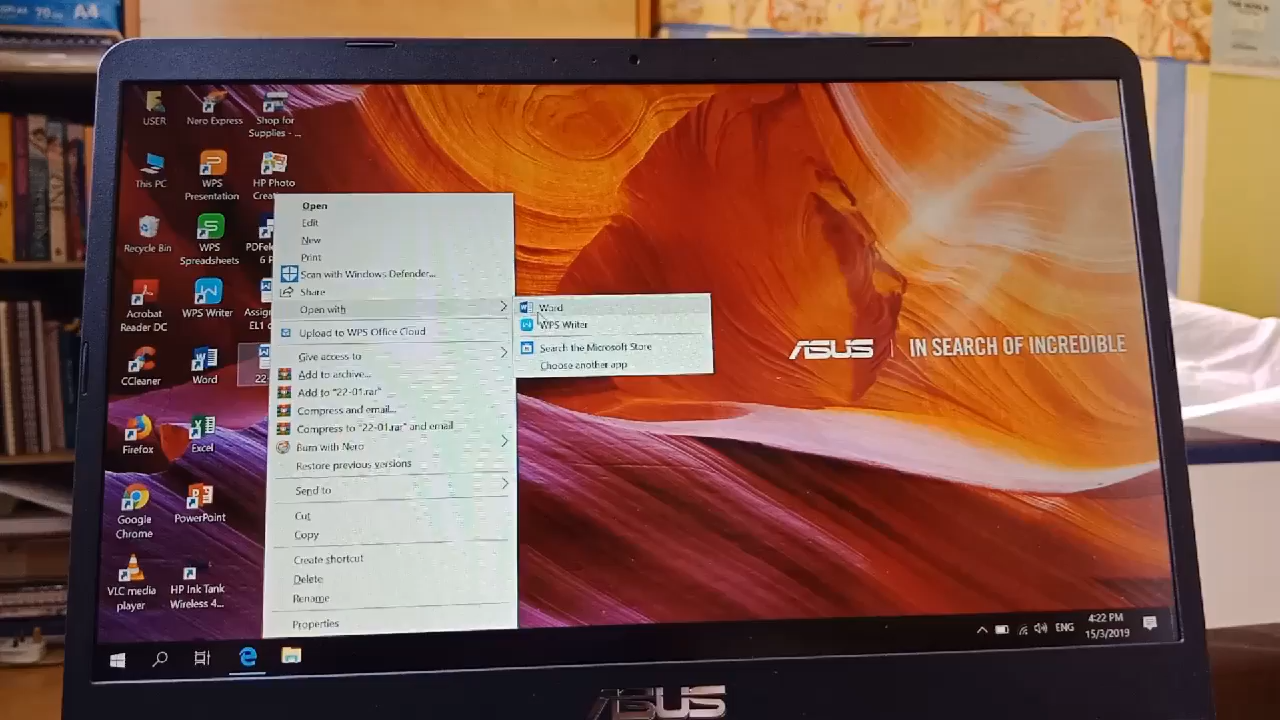 A4
USER
Nero Express
Shop for
Supplies - ...
This PC
WPS
Presentation
HP Photo
Creati...
Recycle Bin
WPS
Spreadsheets
PDFele
6 P
Acrobat
Reader DC
WPS Writer
Assig
EL1 c
CCleaner
Word
22-
Firefox
Excel
Google
Chrome
PowerPoint
VLC media
player
HP Ink Tank
Wireless 4...
Open
Edit
New
Print
Scan with Windows Defender...
Share
Open with
Upload to WPS Office Cloud
Give access to
Add to archive...
Add to "22-01.rar"
Compress and email...
Compress to "22-01.rar" and email
Burn with Nero
Restore previous versions
Send to
Cut
Copy
Create shortcut
Delete
Rename
Properties
Word
WPS Writer
Search the Microsoft Store
Choose another app
ASUS IN SEARCH OF INCREDIBLE
ENG
4:22 PM
15/3/2019
ASUS